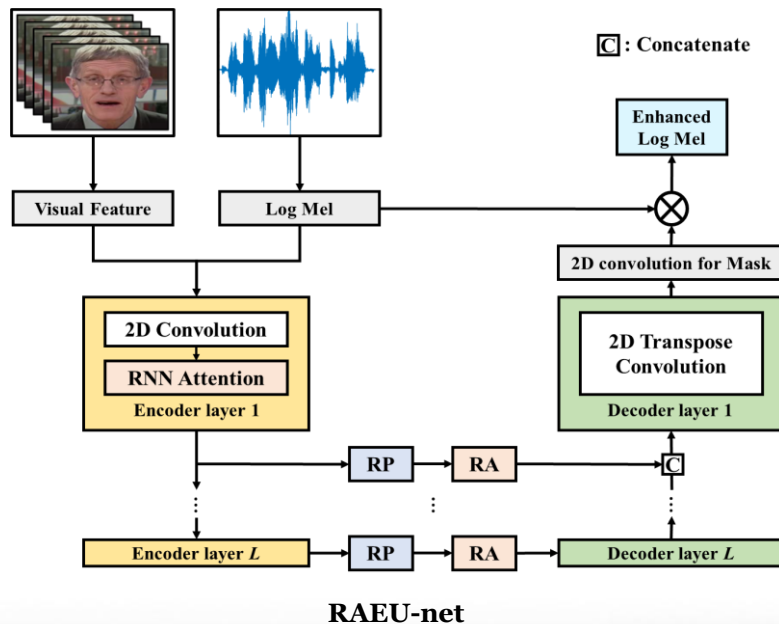 C : Concatenate
Enhanced
Log Mel
Visual Feature
Log Mel
2D convolution for Mask
2D Convolution
RNN Attention
Encoder layer 1
2D Transpose
Convolution
Decoder layer 1
RP
RA
C
Encoder layer L
RP
RA
Decoder layer L
RAEU-net